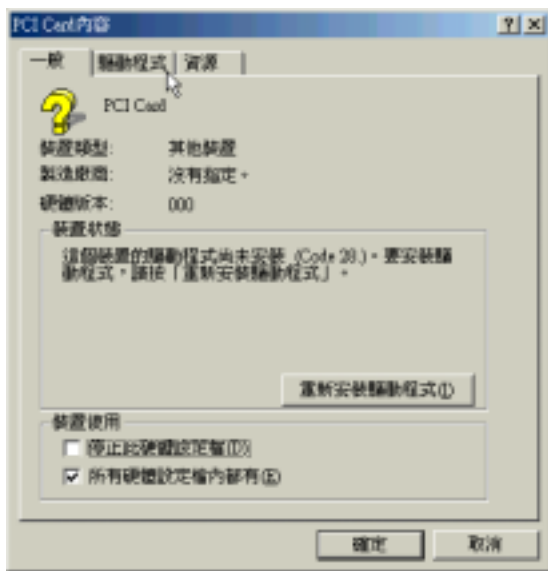 PCI Card內容
一般 驅動程式 資源
PCI Card
裝置類型: 其他裝置
製造廠商: 沒有指定。
硬體版本: 000
裝置狀態
這個裝置的驅動程式尚未安裝 (Code 28.)。要安裝驅
動程式，請按「重新安裝驅動程式」。
重新安裝驅動程式(I)
裝置使用
停止此硬體設定檔(D)
所有硬體設定檔內都有(E)
確定 取消